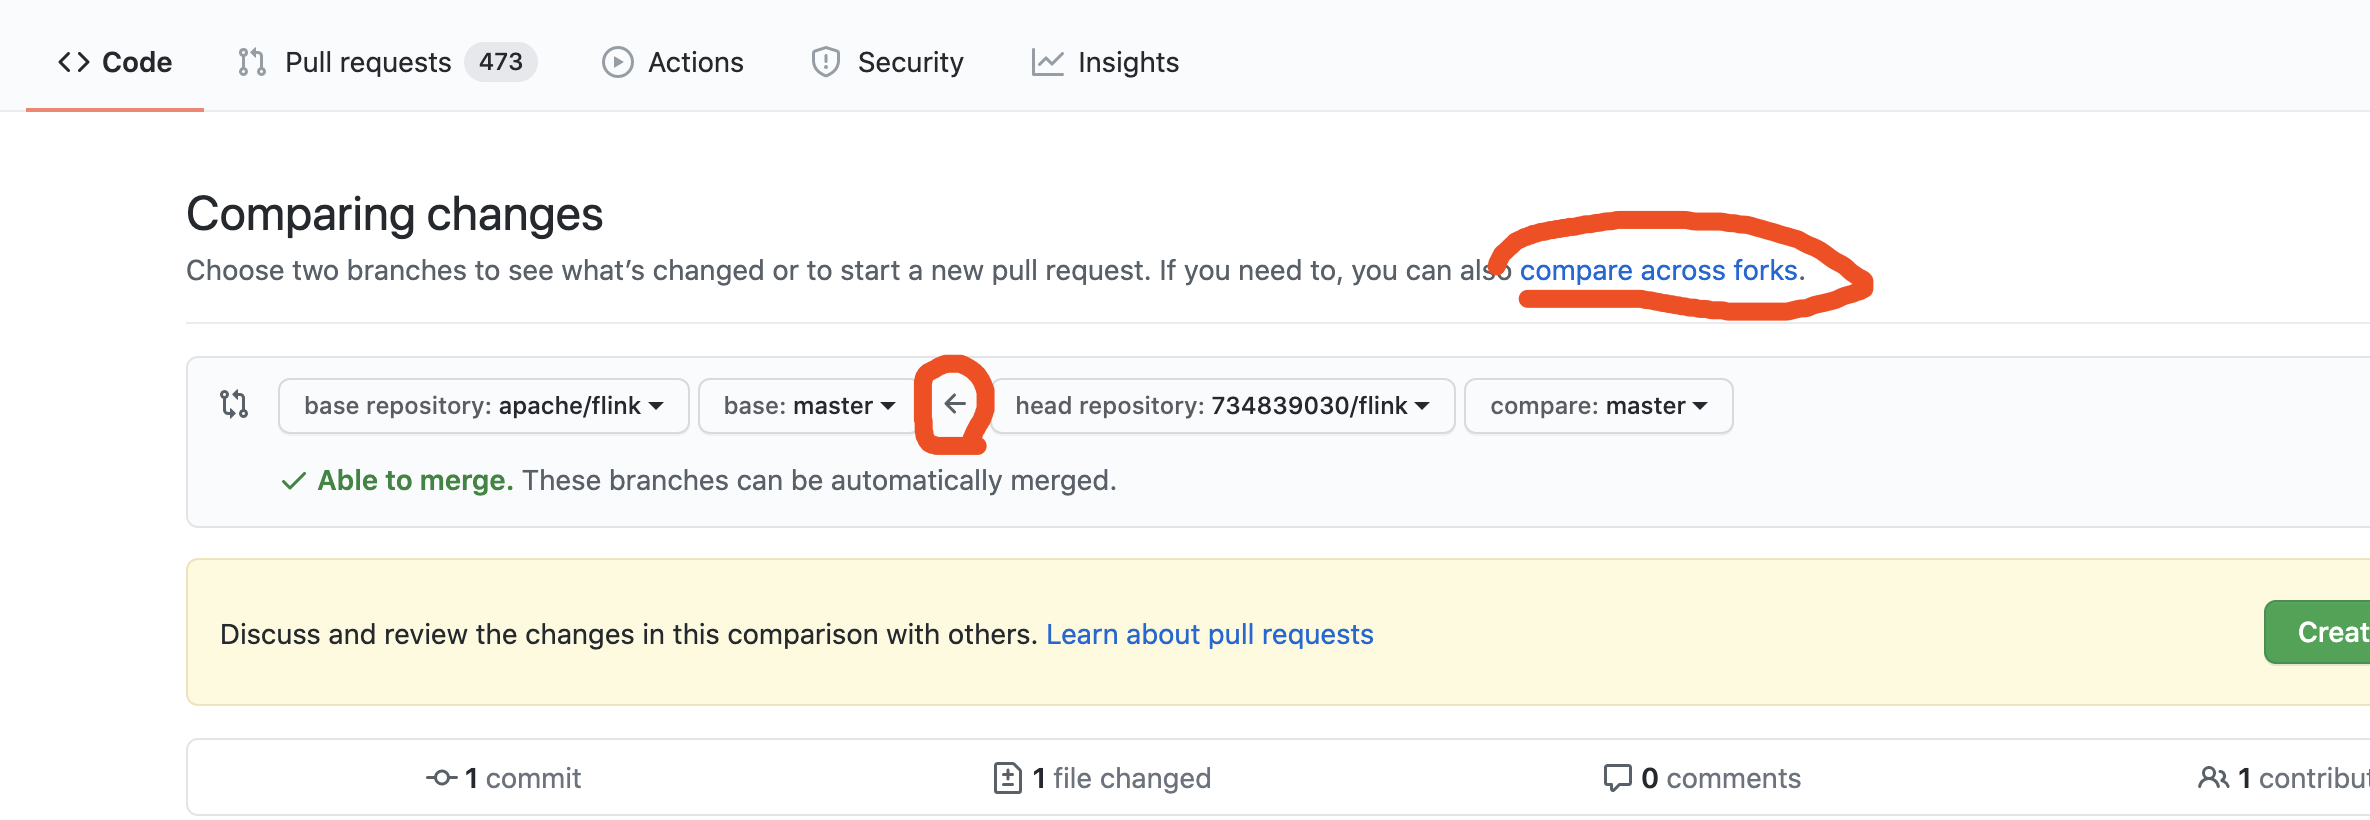 Code Pull requests 473 Actions Security Insights
Comparing changes
Choose two branches to see what's changed or to start a new pull request. If you need to, you can also compare across forks.
base repository: apache/flink base: master head repository: 734839030/flink compare: master
Able to merge. These branches can be automatically merged.
Discuss and review the changes in this comparison with others. Learn about pull requests
Creat
1 commit 1 file changed 0 comments 1 contribut